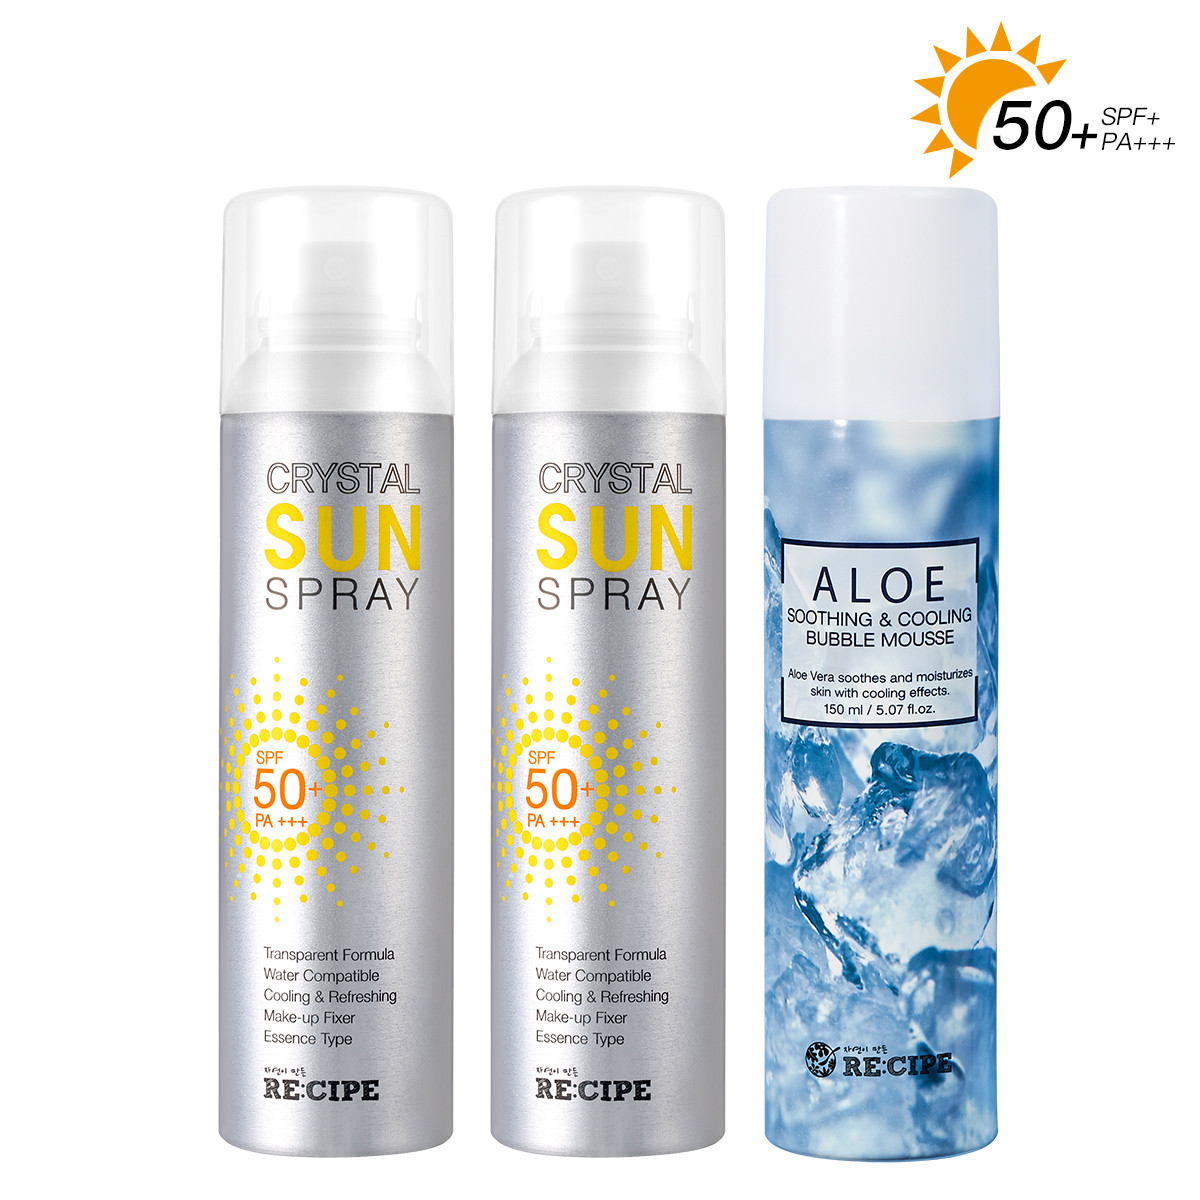 50+
SPF+
PA+++
CRYSTAL
SUN
SPRAY
SPF
50+
PA +++
Transparent Formula
Water Compatible
Cooling & Refreshing
Make-up Fixer
Essence Type
자연이 만든
RE:CIPE
CRYSTAL
SUN
SPRAY
SPF
50+
PA +++
Transparent Formula
Water Compatible
Cooling & Refreshing
Make-up Fixer
Essence Type
자연이 만든
RE:CIPE
ALOE
SOOTHING & COOLING
BUBBLE MOUSSE
Aloe Vera soothes and moisturizes
skin with cooling effects.
150 ml / 5.07 fl.oz.
자연이 만든
RE:CIPE